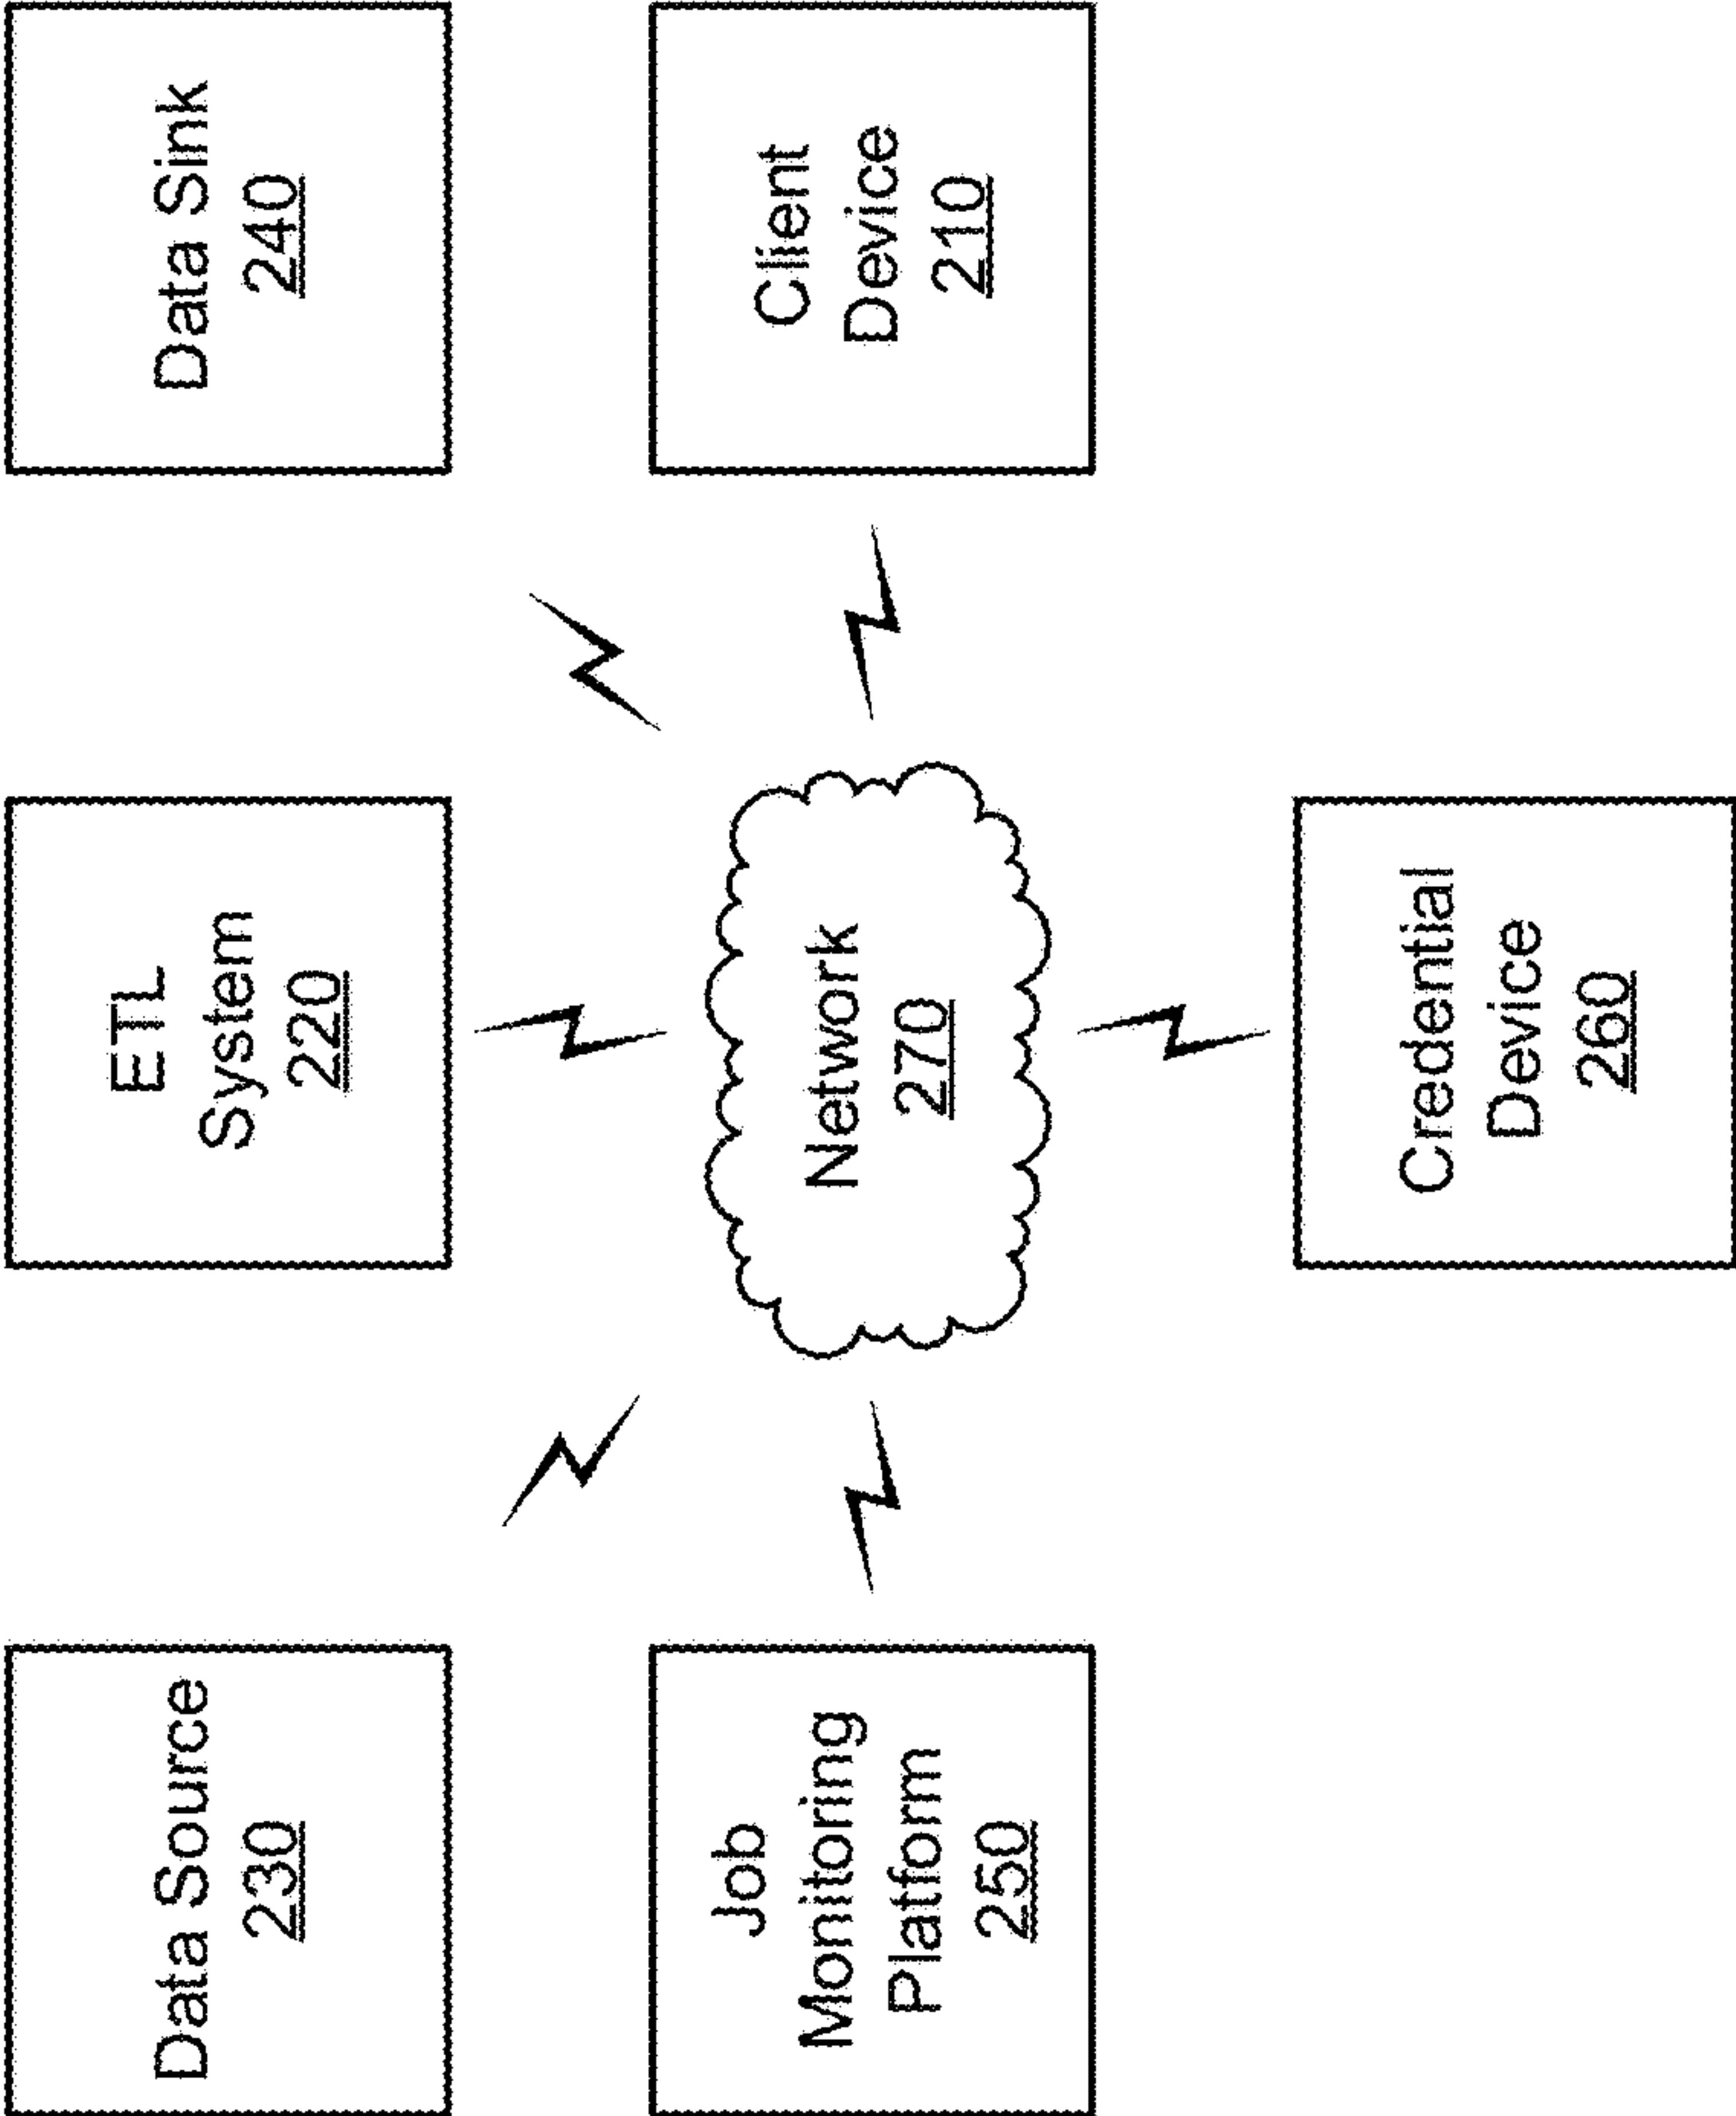 Data Source
230
ETL
System
220
Data Sink
240
Job
Monitoring
Platform
250
Network
270
Client
Device
210
Credential
Device
260